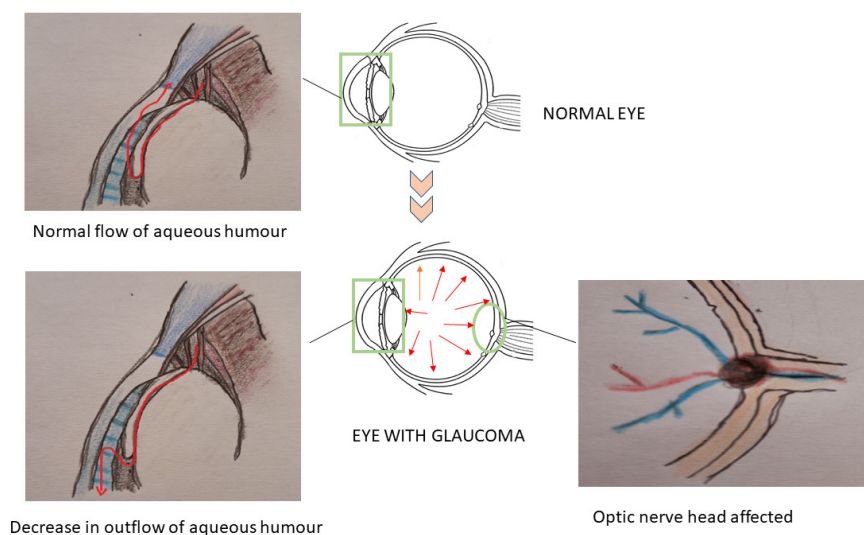 NORMAL EYE
Normal flow of aqueous humour
EYE WITH GLAUCOMA
Optic nerve head affected
Decrease in outflow of aqueous humour